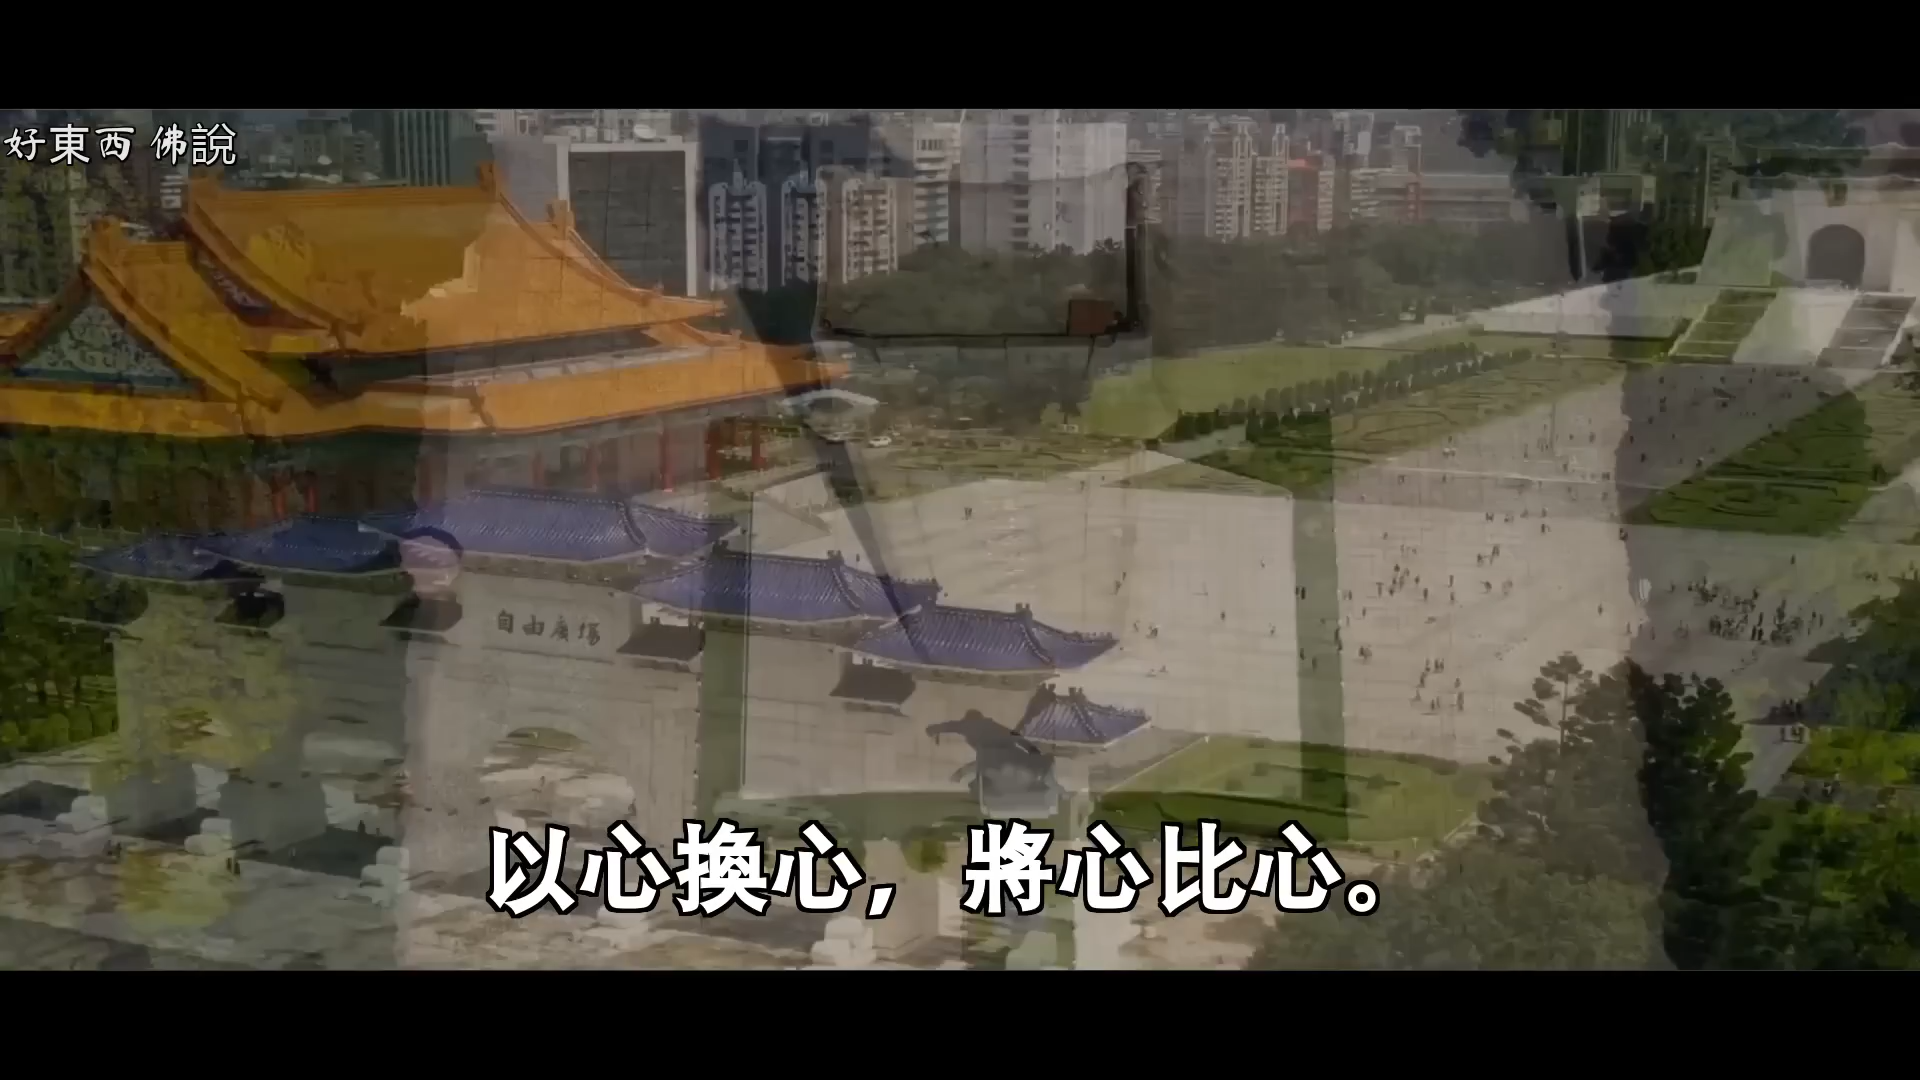 好東西 佛說
自由廣場
以心換心，將心比心。